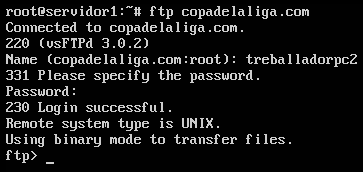 root@servidor1:~# ftp copadelaliga.com
Connected to copadelaliga.com.
220 (vsFTPd 3.0.2)
Name (copadelaliga.com:root): treballadorpc2
331 Please specify the password.
Password:
230 Login successful.
Remote system type is UNIX.
Using binary mode to transfer files.
ftp> _